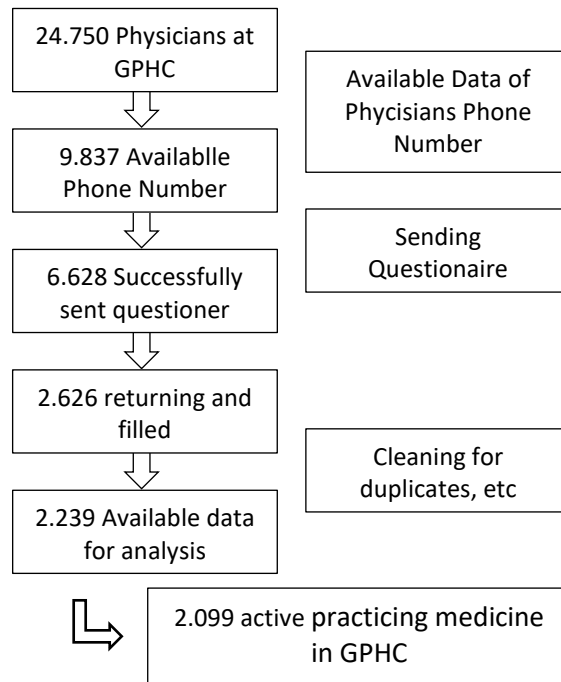 24.750 Physicians at
GPHC
Available Data of
Phycisians Phone
Number
9.837 Availablle
Phone Number
Sending
Questionaire
6.628 Successfully
sent questioner
2.626 returning and
filled
Cleaning for
duplicates, etc
2.239 Available data
for analysis
2.099 active practicing medicine
in GPHC